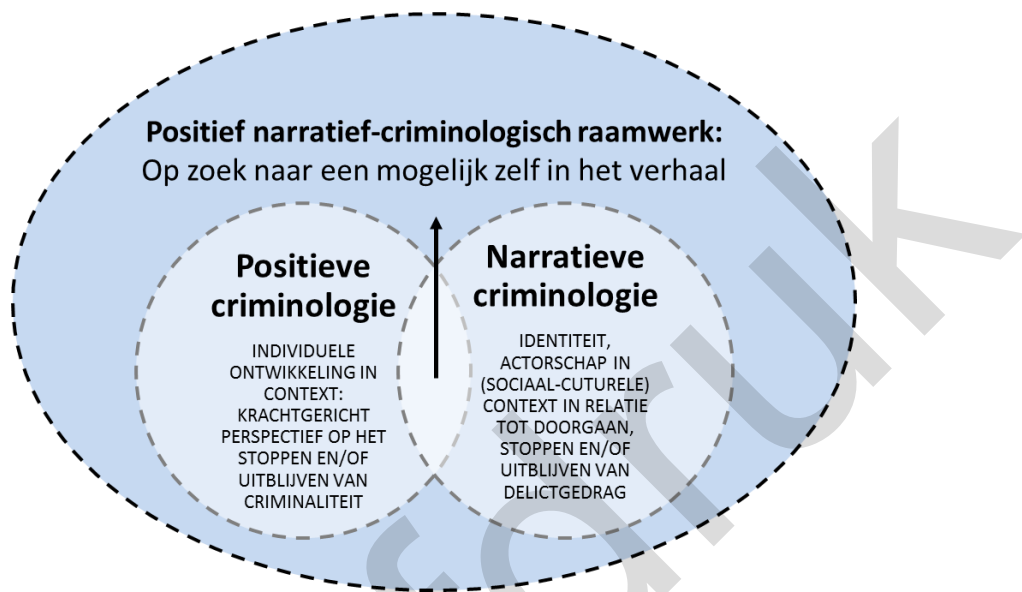 Positief narratief-criminologisch raamwerk:
Op zoek naar een mogelijk zelf in het verhaal
Positieve
criminologie
INDIVIDUELE
ONTWIKKELING IN
CONTEXT:
KRACHTGERICHT
PERSPECTIEF OP HET
STOPPEN EN/OF
UITBLIJVEN VAN
CRIMINALITEIT
Narratieve
criminologie
IDENTITEIT,
ACTORSCHAP IN
(SOCIAAL-CUTURELE)
CONTEXT IN RELATIE
TOT DOORGAAN,
STOPPEN EN/OF
UITBLIJVEN VAN
DELICTGEDRAG
fdruk